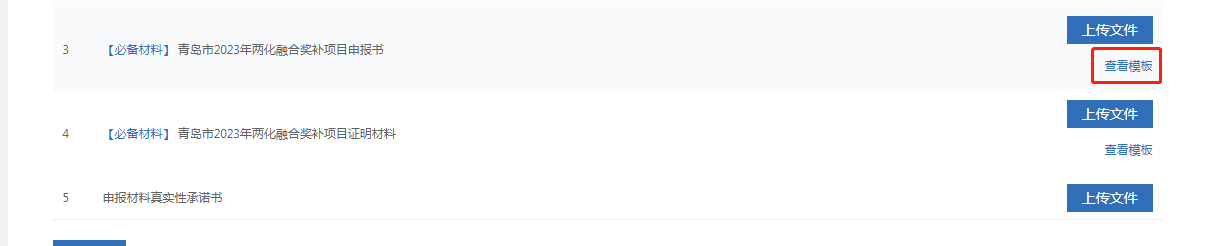 上传文件
3 【必备材料】 青岛市2023年两化融合奖补项目申报书
查看模板
上传文件
4 【必备材料】 青岛市2023年两化融合奖补项目证明材料
查看模板
5 申报材料真实性承诺书 上传文件